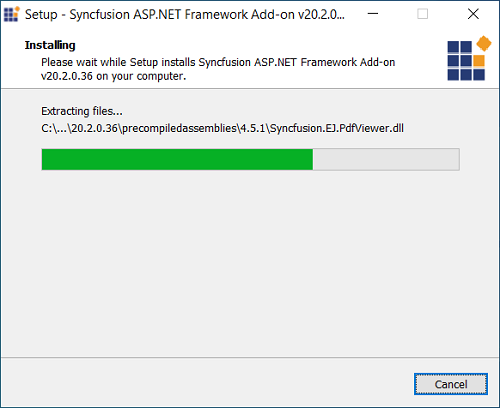 Setup - Syncfusion ASP.NET Framework Add-on v20.2.0...
Installing
Please wait while Setup installs Syncfusion ASP.NET Framework Add-on
v20.2.0.36 on your computer.
Extracting files...
C:\...\20.2.0.36\precompiledassemblies\4.5.1\Syncfusion.EJ.PdfViewer.dll
Cancel